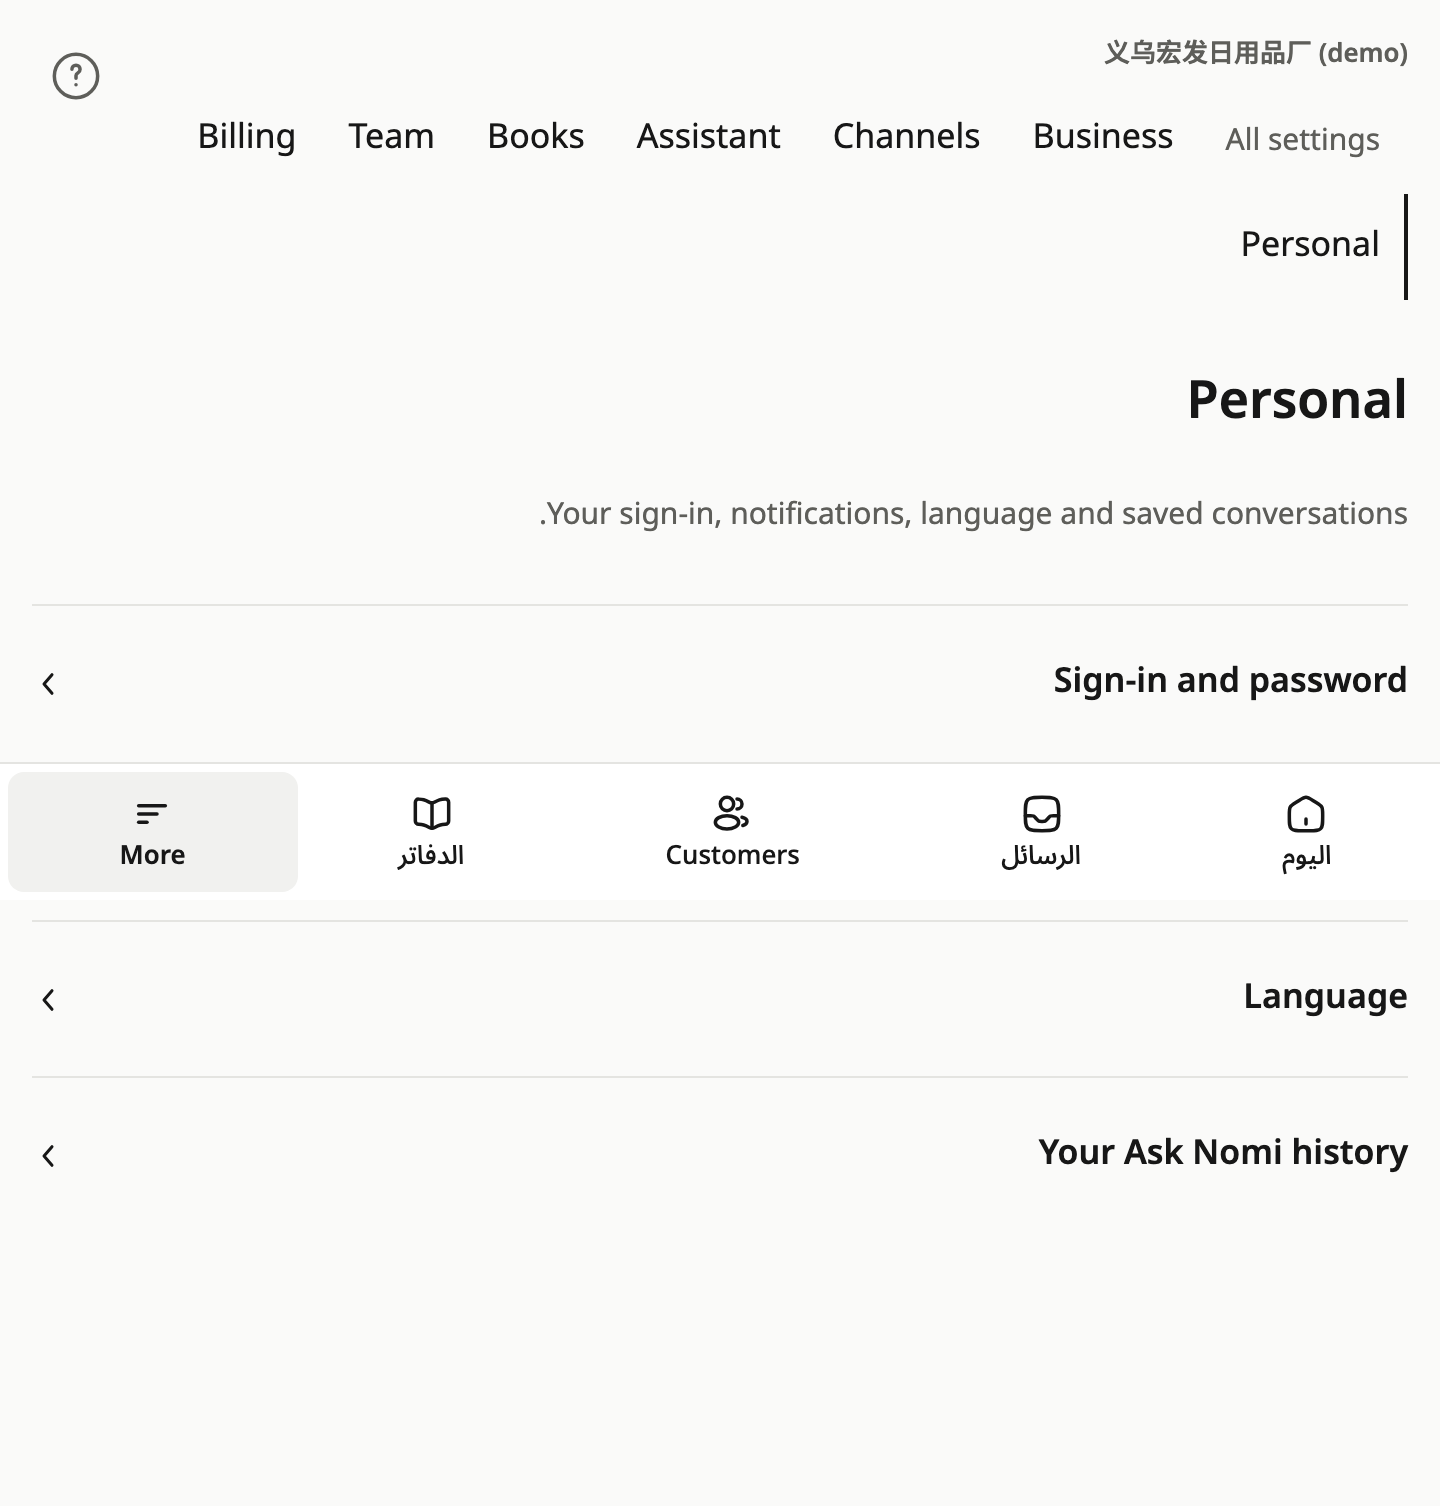 义乌宏发日用品厂 (demo)
All settings
Business
Channels
Assistant
Books
Team
Billing
Personal
Personal
Your sign-in, notifications, language and saved conversations.
Sign-in and password
اليوم
الرسائل
Customers
الدفاتر
More
Language
Your Ask Nomi history